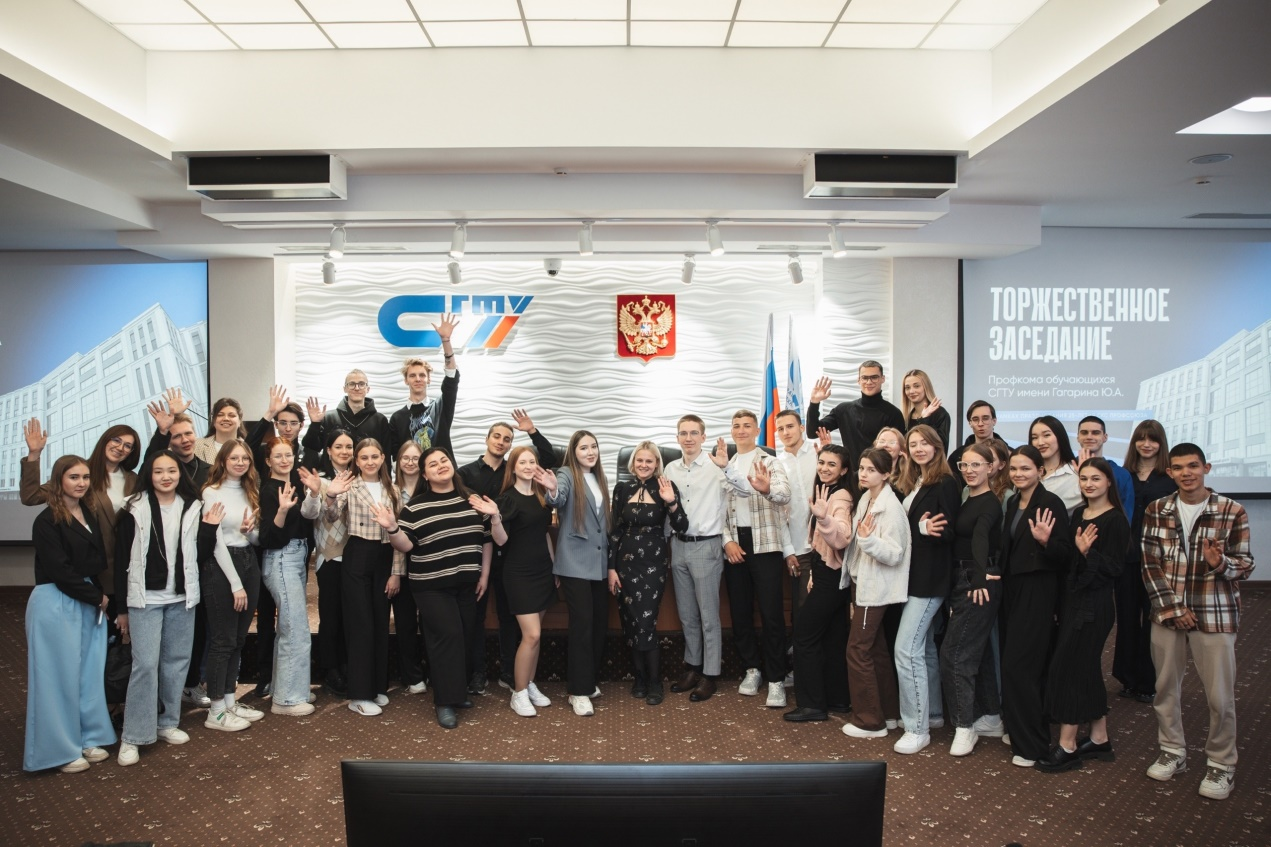 СГТУ
ТОРЖЕСТВЕННОЕ
ЗАСЕДАНИЕ
Профкома обучающихся
СГТУ имени Гагарина Ю.А.